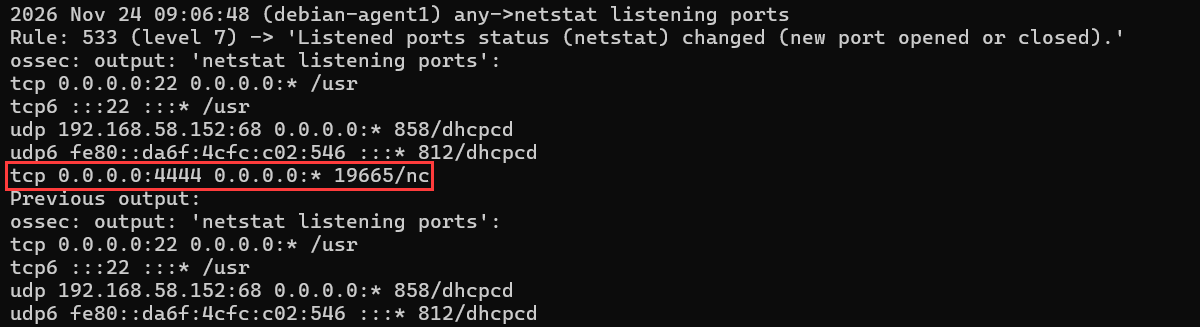 2026 Nov 24 09:06:48 (debian-agent1) any->netstat listening ports
Rule: 533 (level 7) -> 'Listened ports status (netstat) changed (new port opened or closed).'
ossec: output: 'netstat listening ports':
tcp 0.0.0.0:22 0.0.0.0:* /usr
tcp6 :::22 :::* /usr
udp 192.168.58.152:68 0.0.0.0:* 858/dhcpcd
udp6 fe80::da6f:4cfc:c02:546 :::* 812/dhcpcd
tcp 0.0.0.0:4444 0.0.0.0:* 19665/nc
Previous output:
ossec: output: 'netstat listening ports':
tcp 0.0.0.0:22 0.0.0.0:* /usr
tcp6 :::22 :::* /usr
udp 192.168.58.152:68 0.0.0.0:* 858/dhcpcd
udp6 fe80::da6f:4cfc:c02:546 :::* 812/dhcpcd